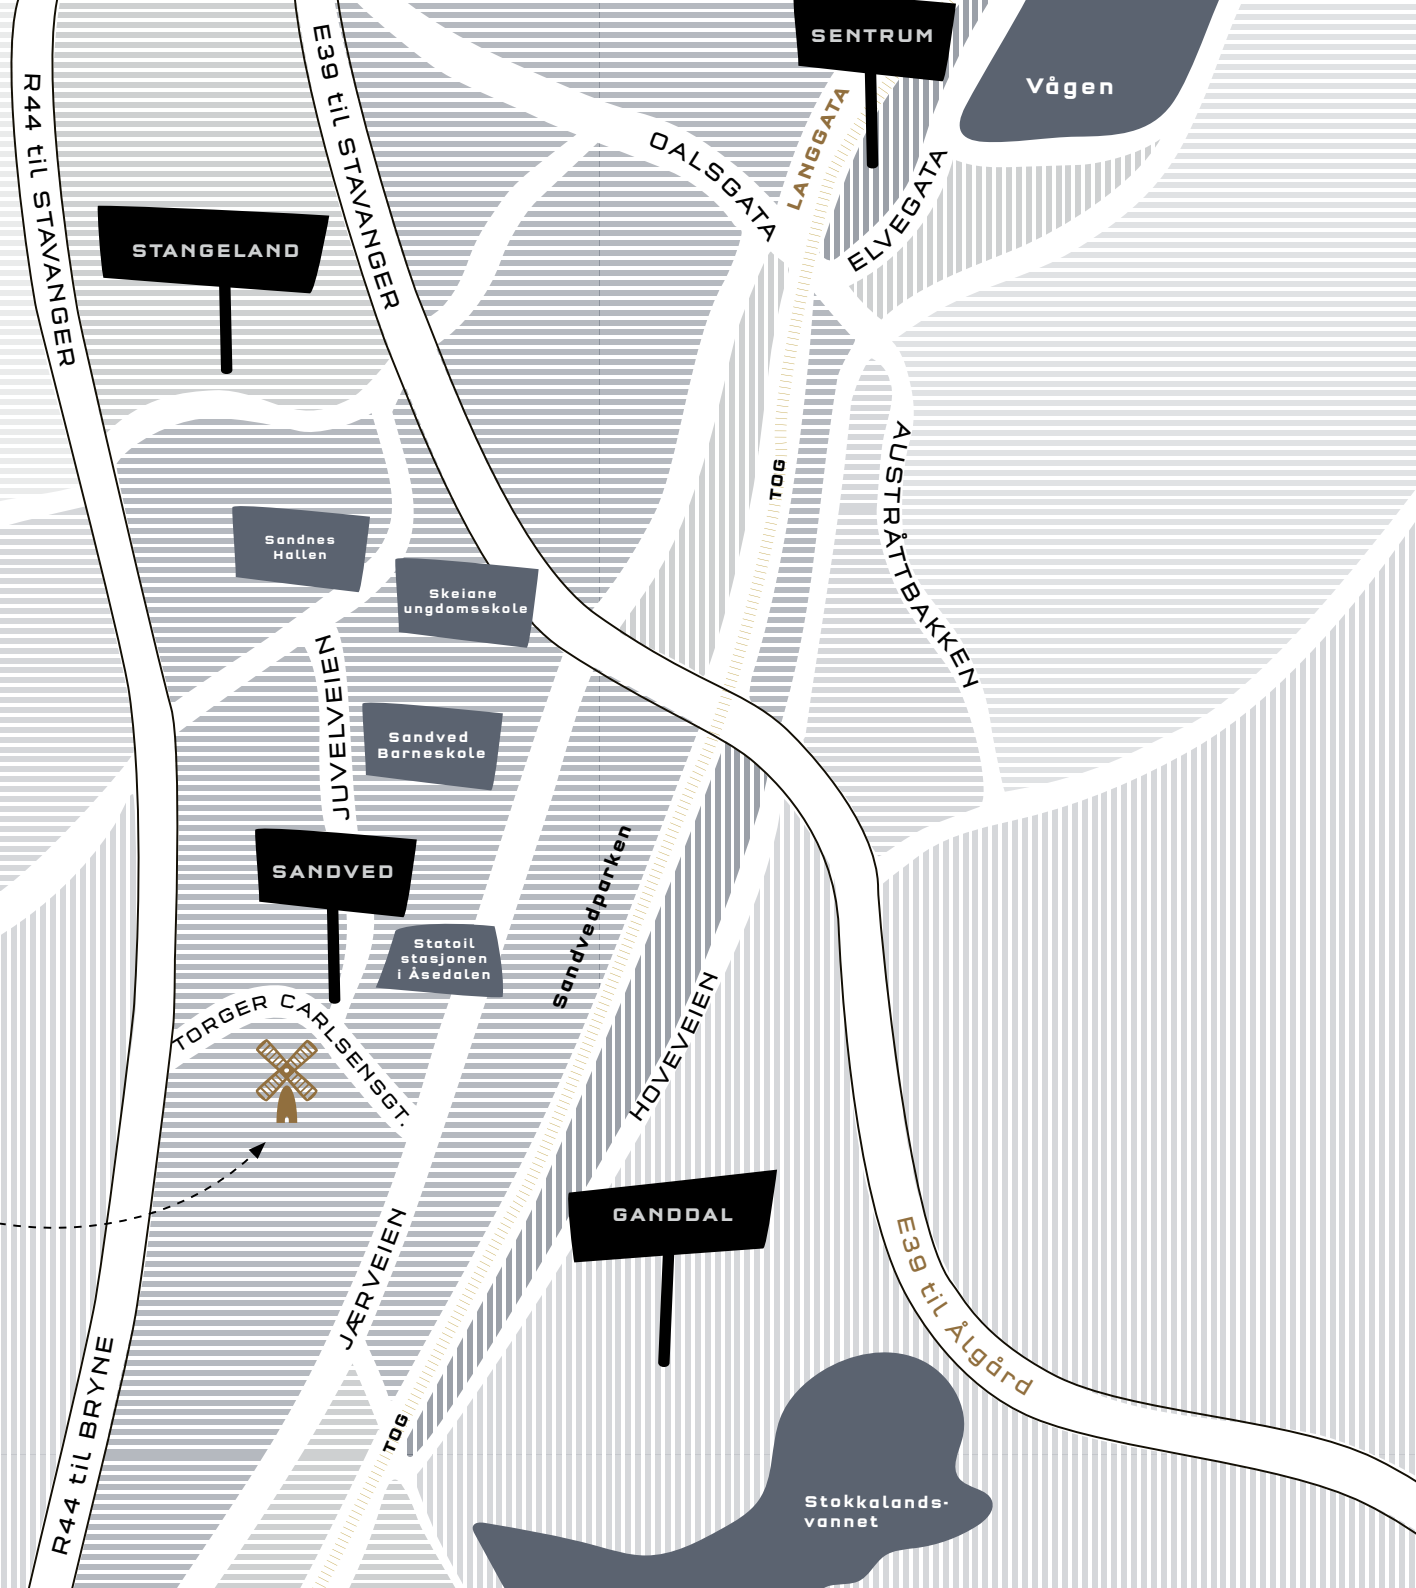 SENTRUM
Vågen
R44 til STAVANGER
E39 til STAVANGER
OALSGATA
LANGGATA
ELVEGATA
STANGELAND
TOG
AUSTRÅTTBAKKEN
Sandnes
Hallen
Skeiane
ungdomsskole
JUVELVEIEN
Sandved
Barneskole
SANDVED
Sandvedparken
Statoil
stasjonen
i Åsedalen
TORGER CARLSENSGT.
HOVEVEIEN
GANDDAL
JÆRVEIEN
E39 til Ålgård
R44 til BRYNE
TOG
Stokkalands-
vannet